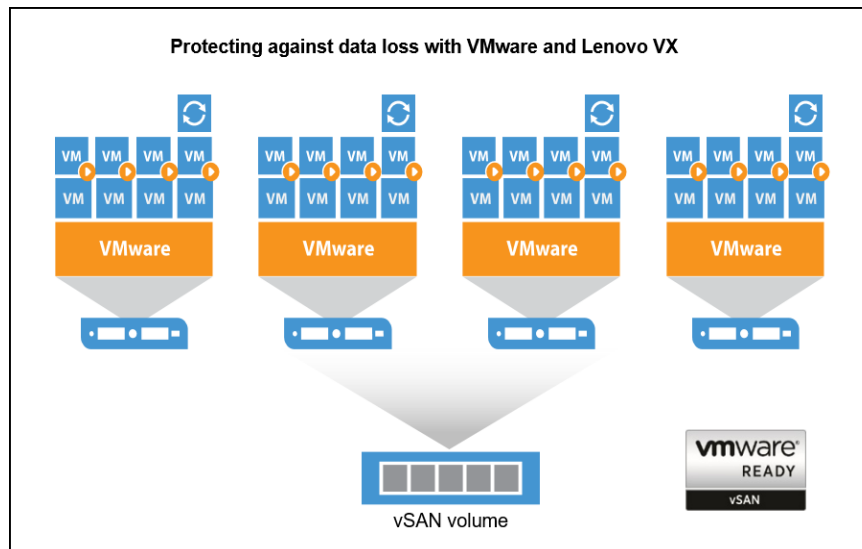 Protecting against data loss with VMware and Lenovo VX
VM VM VM VM VM VM VM VM VM VM VM VM VM VM VM VM
VM VM VM VM VM VM VM VM VM VM VM VM VM VM VM VM
VMware VMware VMware VMware
vSAN volume
vmware®
READY
vSAN